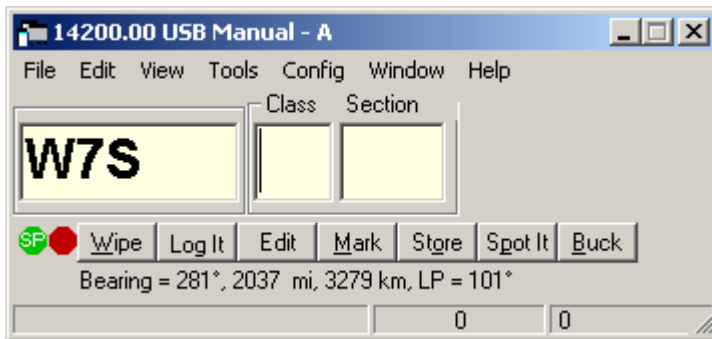 14200.00 USB Manual - A
File Edit View Tools Config Window Help
Class Section
W7S
SP Wipe Log It Edit Mark Store Spot It Buck
Bearing = 281°, 2037 mi, 3279 km, LP = 101°
0 0